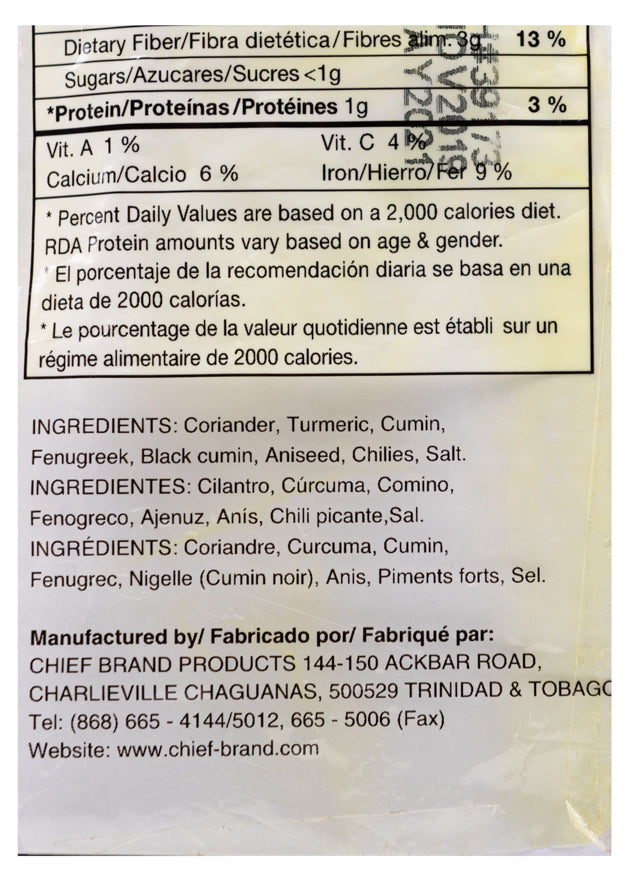 Dietary Fiber/Fibra dietética/Fibres alim. 3g 13 %
Sugars/Azucares/Sucres <1g
*Protein/Proteínas/Protéines 1g 3 %
Vit. A 1 % Vit. C 4 %
Calcium/Calcio 6 % Iron/Hierro/Fer 9 %
* Percent Daily Values are based on a 2,000 calories diet.
RDA Protein amounts vary based on age & gender.
* El porcentaje de la recomendación diaria se basa en una
dieta de 2000 calorías.
* Le pourcentage de la valeur quotidienne est établi sur un
régime alimentaire de 2000 calories.
INGREDIENTS: Coriander, Turmeric, Cumin,
Fenugreek, Black cumin, Aniseed, Chilies, Salt.
INGREDIENTES: Cilantro, Cúrcuma, Comino,
Fenogreco, Ajenuz, Anís, Chili picante,Sal.
INGRÉDIENTS: Coriandre, Curcuma, Cumin,
Fenugrec, Nigelle (Cumin noir), Anis, Piments forts, Sel.
Manufactured by/ Fabricado por/ Fabriqué par:
CHIEF BRAND PRODUCTS 144-150 ACKBAR ROAD,
CHARLIEVILLE CHAGUANAS, 500529 TRINIDAD & TOBAGO
Tel: (868) 665 - 4144/5012, 665 - 5006 (Fax)
Website: www.chief-brand.com